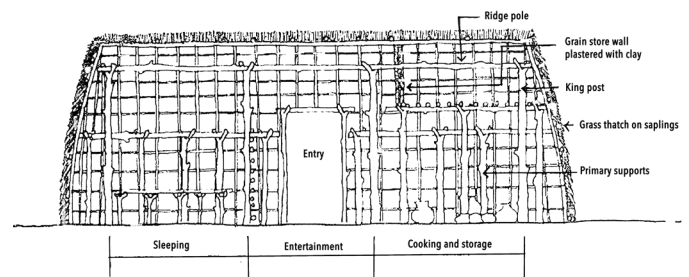 Ridge pole
Grain store wall
plastered with clay
King post
Grass thatch on saplings
Entry
Primary supports
Sleeping
Entertainment
Cooking and storage